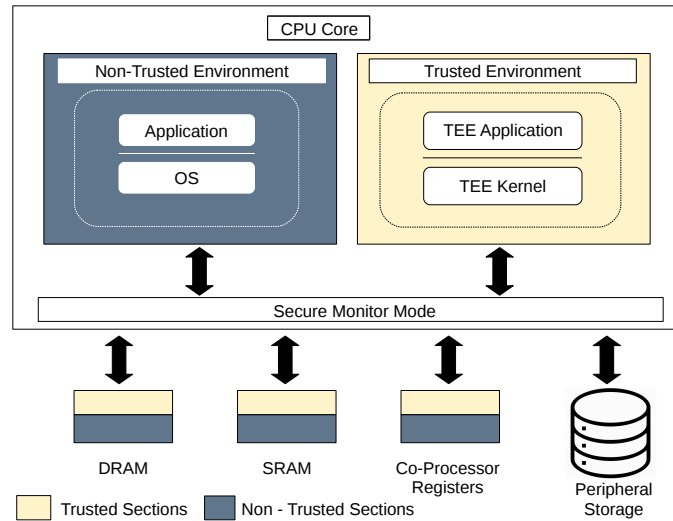 CPU Core
Non-Trusted Environment
Trusted Environment
Application
OS
TEE Application
TEE Kernel
Secure Monitor Mode
DRAM
SRAM
Co-Processor
Registers
Peripheral
Storage
Trusted Sections
Non - Trusted Sections